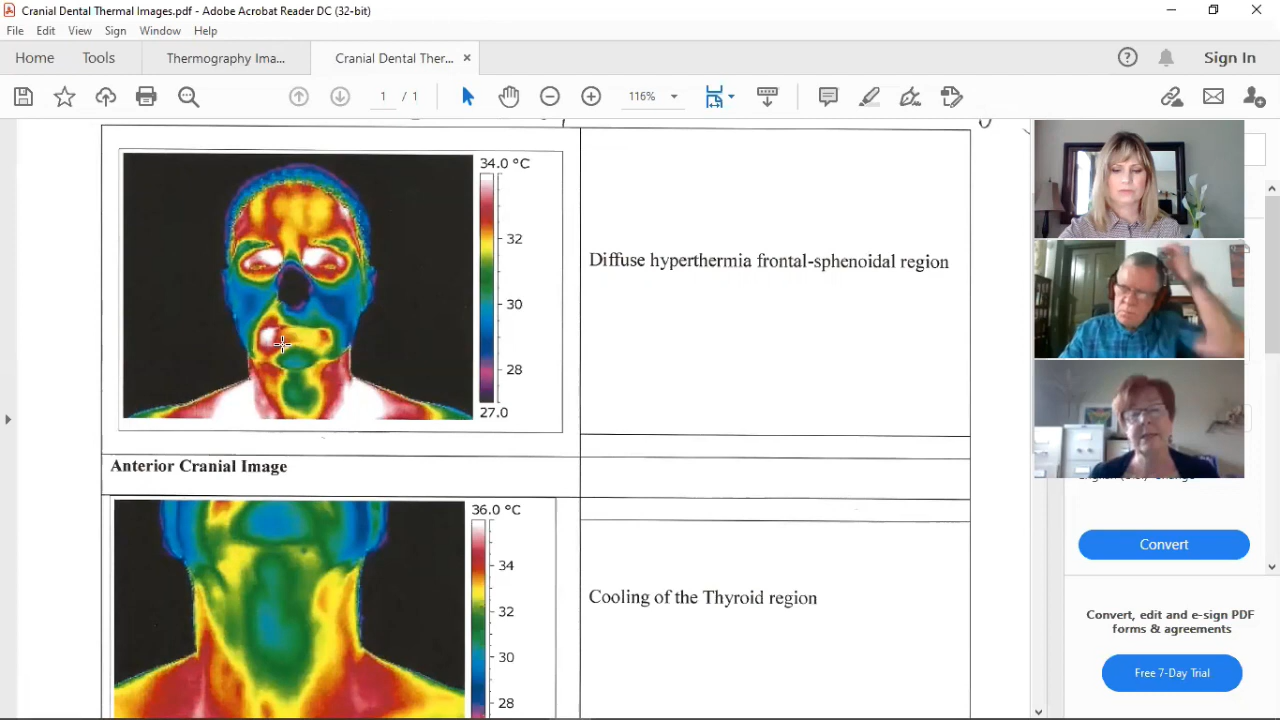 Cranial Dental Thermal Images.pdf - Adobe Acrobat Reader DC (32-bit)
File Edit View Sign Window Help
Home Tools Thermography Ima... Cranial Dental Ther... × Sign In
1 / 1 116%
34.0 °C
32
30
28
27.0
Diffuse hyperthermia frontal-sphenoidal region
Anterior Cranial Image
36.0 °C
34
32
30
28
Cooling of the Thyroid region
Convert
Convert, edit and e-sign PDF
forms & agreements
Free 7-Day Trial